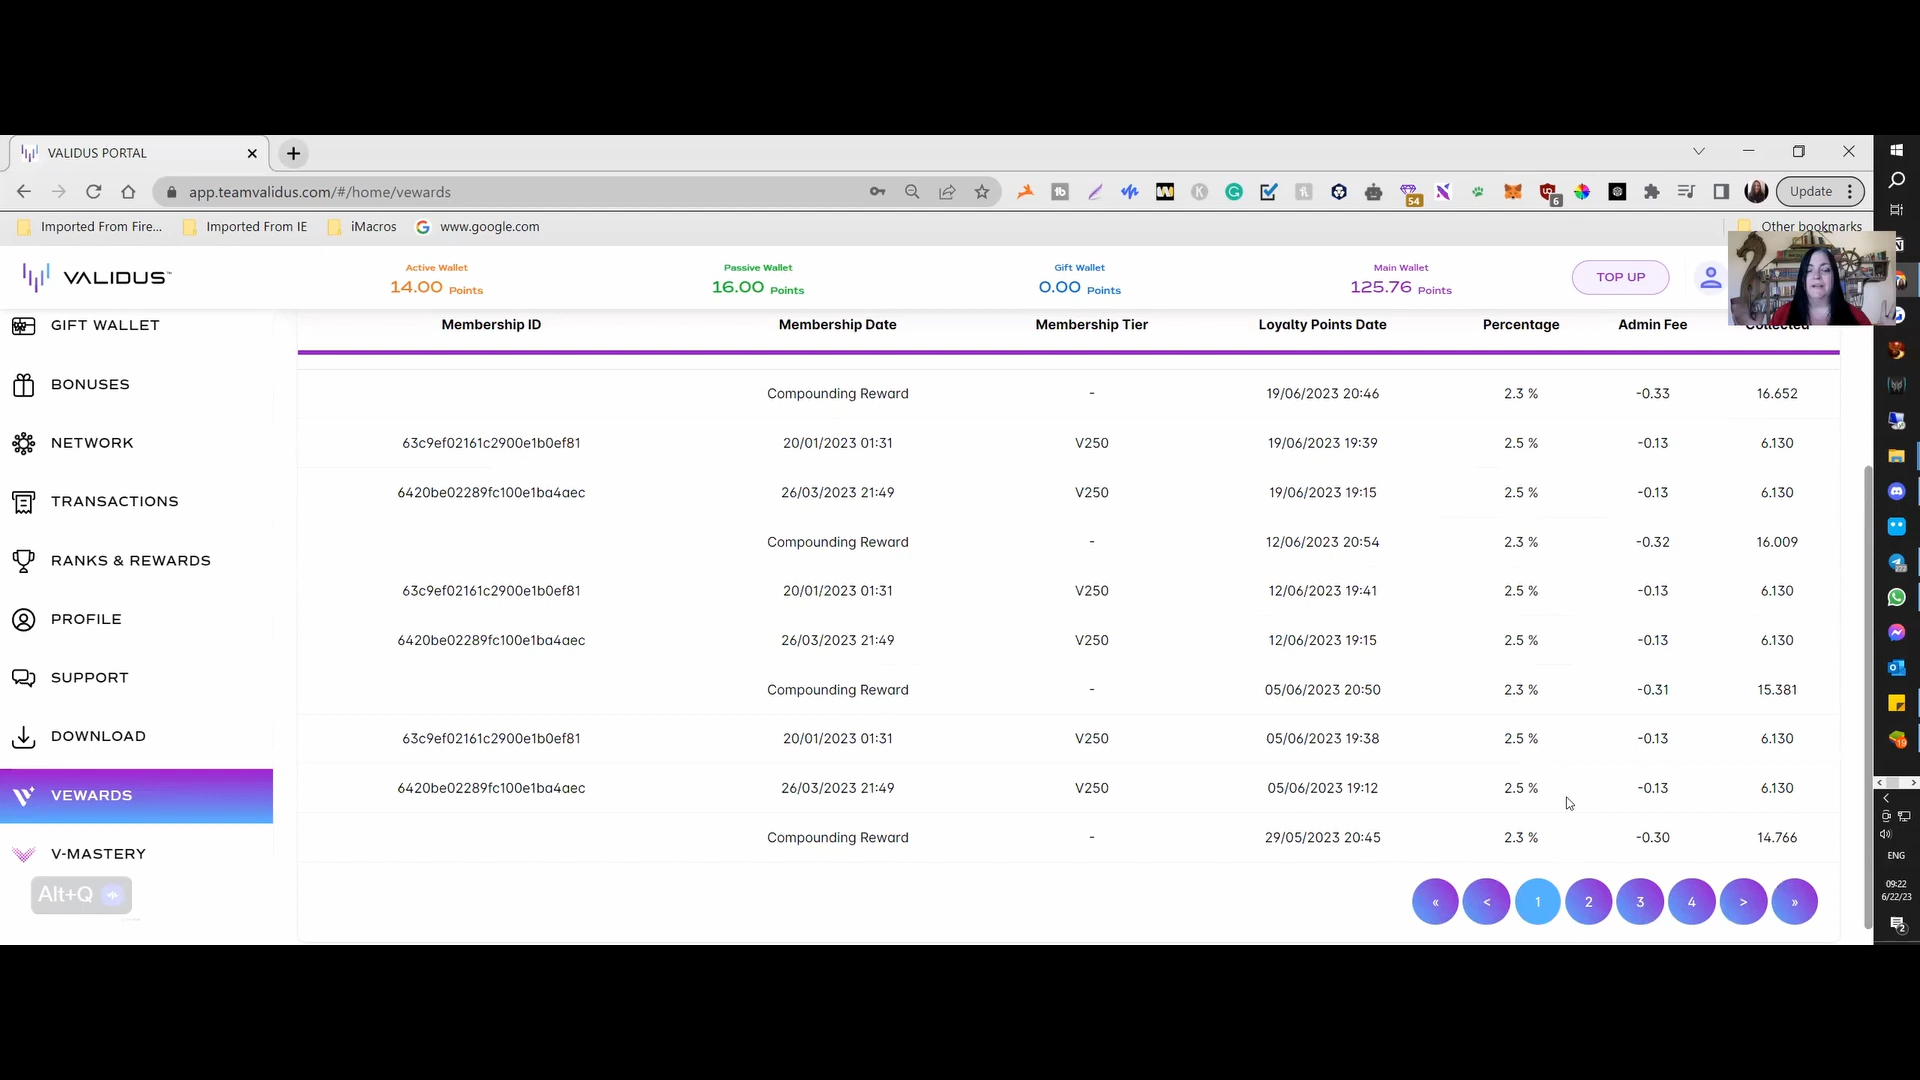 VALIDUS PORTAL
app.teamvalidus.com/#/home/vewards
54
6
Update
Imported From Fire...
Imported From IE
iMacros
www.google.com
Other bookmarks
VALIDUS™
Active Wallet
14.00 Points
Passive Wallet
16.00 Points
Gift Wallet
0.00 Points
Main Wallet
125.76 Points
TOP UP
GIFT WALLET
BONUSES
NETWORK
TRANSACTIONS
RANKS & REWARDS
PROFILE
SUPPORT
DOWNLOAD
VEWARDS
V-MASTERY
Alt+Q
Membership ID Membership Date Membership Tier Loyalty Points Date Percentage Admin Fee Collected
Compounding Reward - 19/06/2023 20:46 2.3 % -0.33 16.652
63c9ef02161c2900e1b0ef81 20/01/2023 01:31 V250 19/06/2023 19:39 2.5 % -0.13 6.130
6420be02289fc100e1ba4aec 26/03/2023 21:49 V250 19/06/2023 19:15 2.5 % -0.13 6.130
Compounding Reward - 12/06/2023 20:54 2.3 % -0.32 16.009
63c9ef02161c2900e1b0ef81 20/01/2023 01:31 V250 12/06/2023 19:41 2.5 % -0.13 6.130
6420be02289fc100e1ba4aec 26/03/2023 21:49 V250 12/06/2023 19:15 2.5 % -0.13 6.130
Compounding Reward - 05/06/2023 20:50 2.3 % -0.31 15.381
63c9ef02161c2900e1b0ef81 20/01/2023 01:31 V250 05/06/2023 19:38 2.5 % -0.13 6.130
6420be02289fc100e1ba4aec 26/03/2023 21:49 V250 05/06/2023 19:12 2.5 % -0.13 6.130
Compounding Reward - 29/05/2023 20:45 2.3 % -0.30 14.766
« < 1 2 3 4 > »
ENG
09:22
6/22/23
2